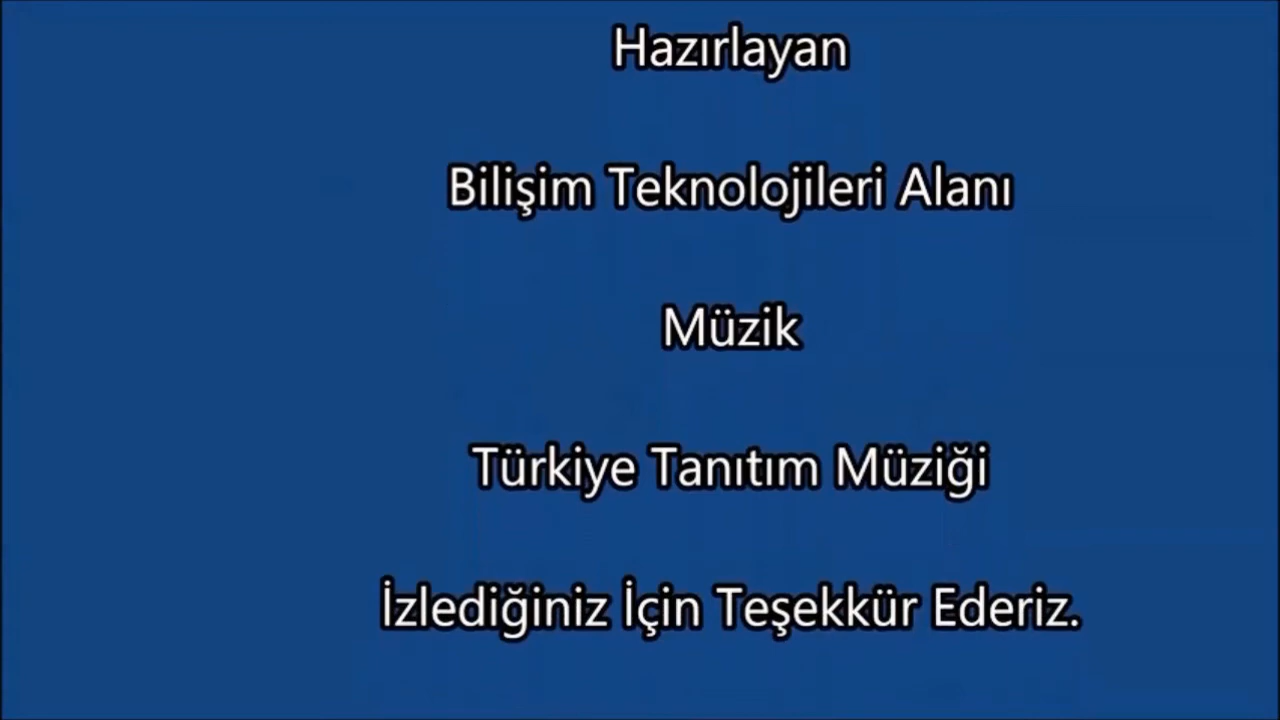 Hazırlayan
Bilişim Teknolojileri Alanı
Müzik
Türkiye Tanıtım Müziği
İzlediğiniz İçin Teşekkür Ederiz.